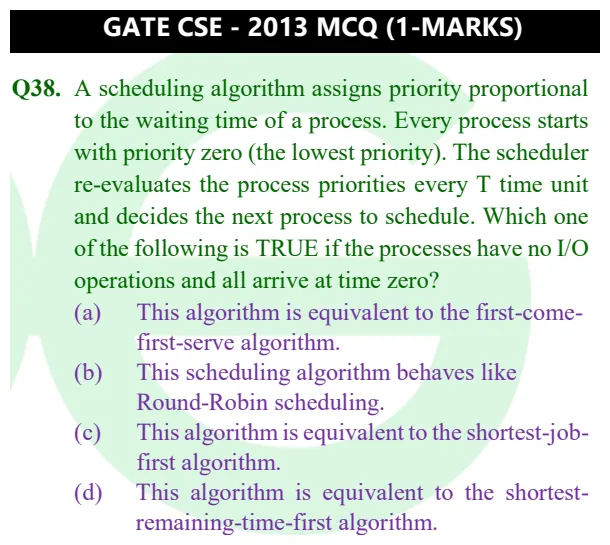 GATE CSE - 2013 MCQ (1-MARKS)
Q38. A scheduling algorithm assigns priority proportional
to the waiting time of a process. Every process starts
with priority zero (the lowest priority). The scheduler
re-evaluates the process priorities every T time unit
and decides the next process to schedule. Which one
of the following is TRUE if the processes have no I/O
operations and all arrive at time zero?
(a) This algorithm is equivalent to the first-come-
first-serve algorithm.
(b) This scheduling algorithm behaves like
Round-Robin scheduling.
(c) This algorithm is equivalent to the shortest-job-
first algorithm.
(d) This algorithm is equivalent to the shortest-
remaining-time-first algorithm.